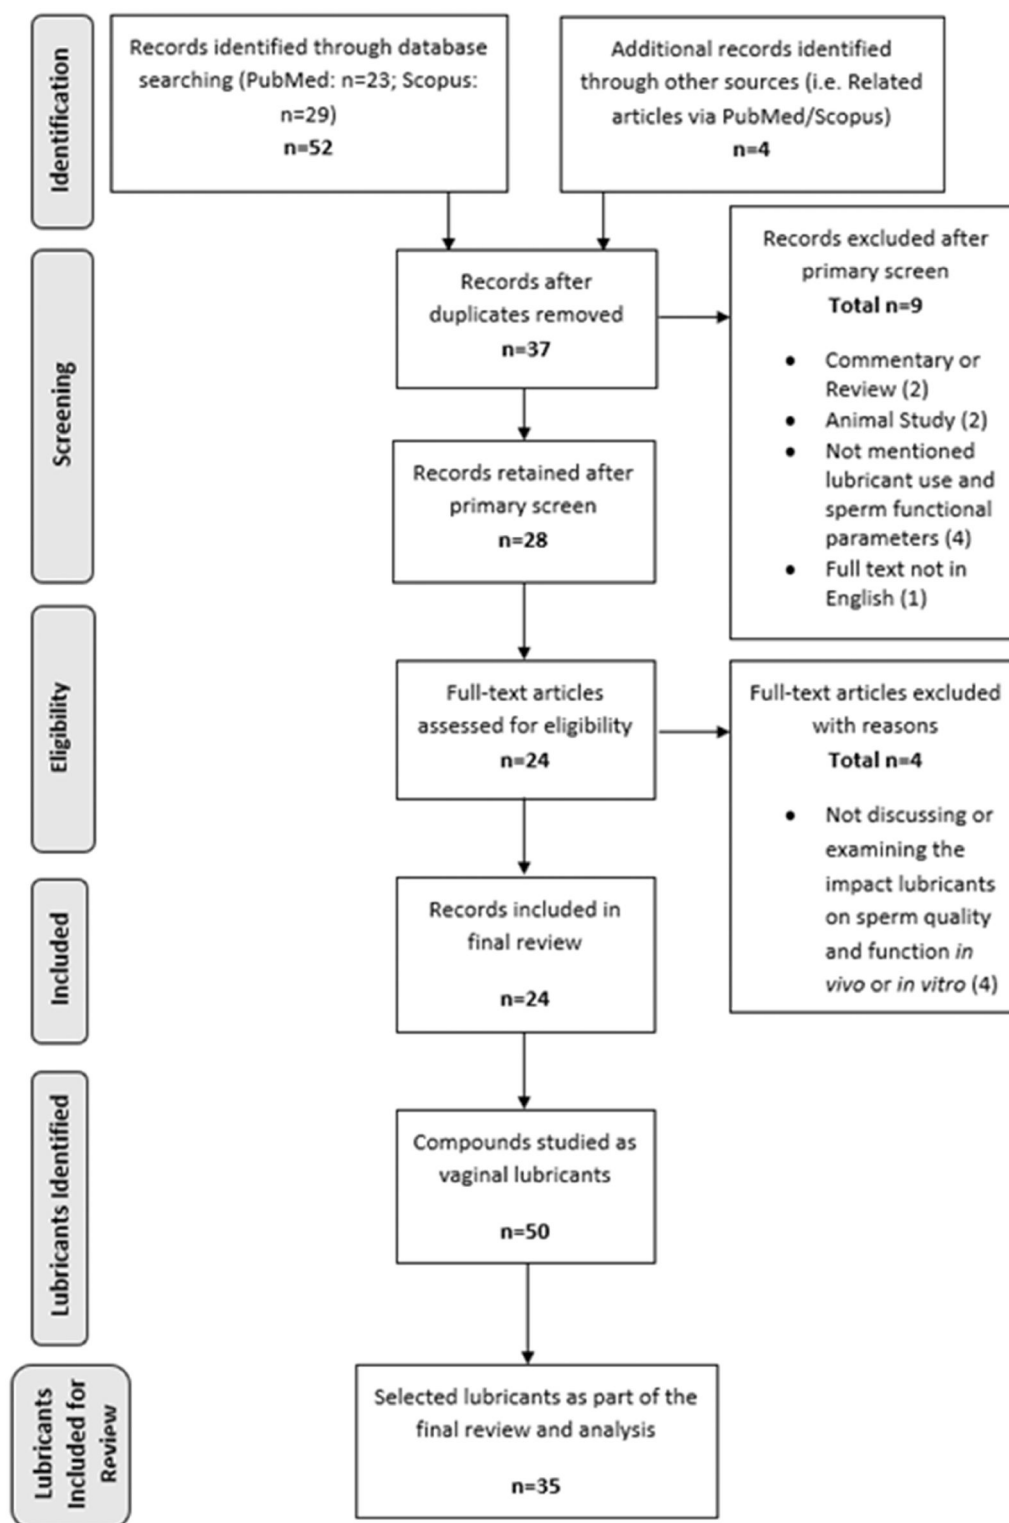 Identification
Records identified through database
searching (PubMed: n=23; Scopus:
n=29)
n=52
Additional records identified
through other sources (i.e. Related
articles via PubMed/Scopus)
n=4
Screening
Records after
duplicates removed
n=37
Records excluded after
primary screen
Total n=9
• Commentary or
Review (2)
• Animal Study (2)
• Not mentioned
lubricant use and
sperm functional
parameters (4)
• Full text not in
English (1)
Records retained after
primary screen
n=28
Eligibility
Full-text articles
assessed for eligibility
n=24
Full-text articles excluded
with reasons
Total n=4
• Not discussing or
examining the
impact lubricants
on sperm quality
and function in
vivo or in vitro (4)
Included
Records included in
final review
n=24
Lubricants Identified
Compounds studied as
vaginal lubricants
n=50
Lubricants
Included for
Review
Selected lubricants as part of the
final review and analysis
n=35